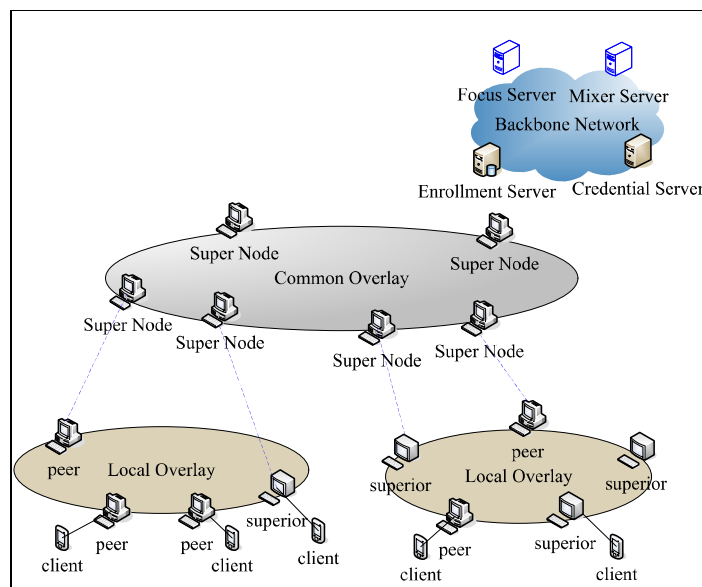 Focus Server
Mixer Server
Backbone Network
Enrollment Server
Credential Server
Super Node
Super Node
Common Overlay
Super Node
Super Node
Super Node
Super Node
peer
Local Overlay
superior
peer
peer
client
client
client
peer
superior
Local Overlay
superior
peer
superior
client
client